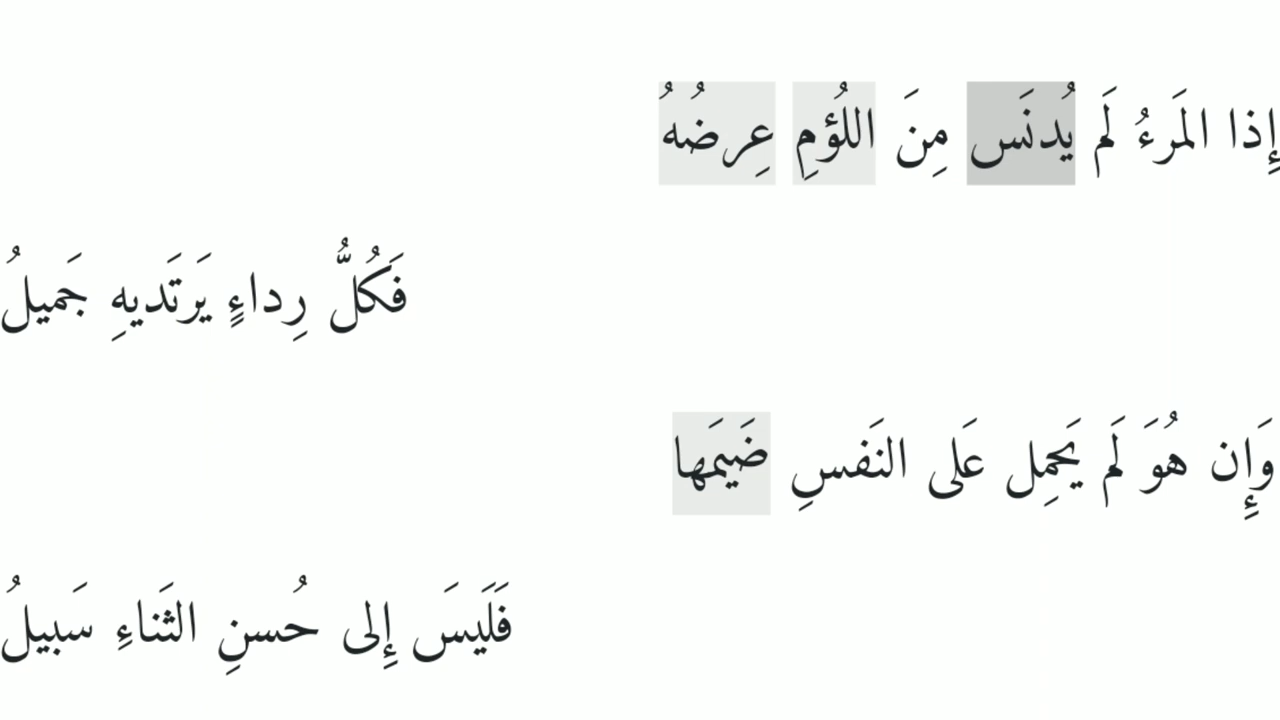 إِذا المَرءُ لَم يُدنَس مِنَ اللُؤمِ عِرضُهُ
فَكُلُّ رِداءٍ يَرتَديهِ جَميلُ
وَإِن هُوَ لَم يَحمِل عَلى النَفسِ ضَيمَها
فَلَيسَ إِلى حُسنِ الثَناءِ سَبيلُ